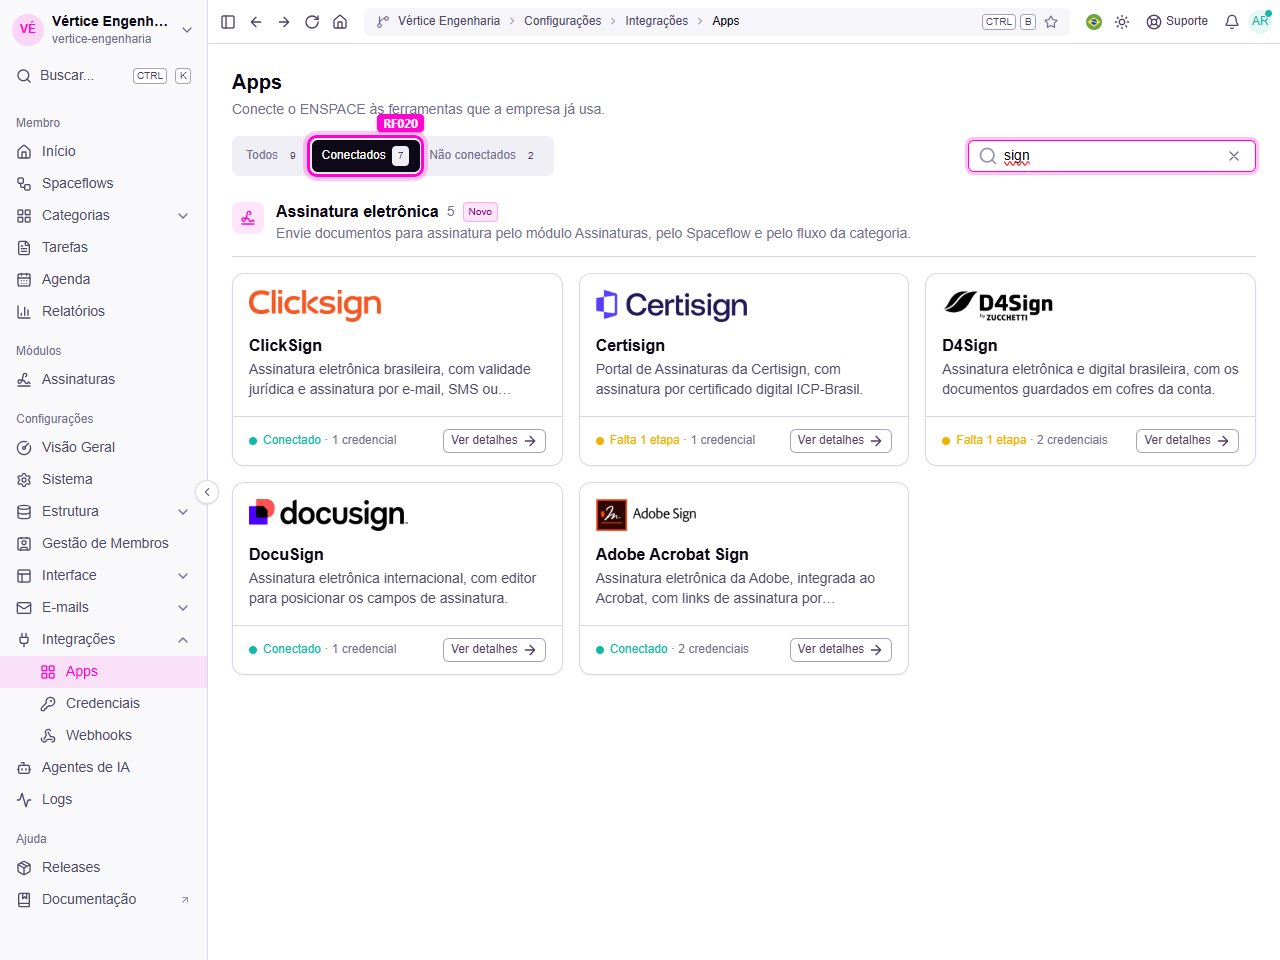 VÉ
Vértice Engenh...
vertice-engenharia
Buscar...
CTRL K
Membro
Início
Spaceflows
Categorias
Tarefas
Agenda
Relatórios
Módulos
Assinaturas
Configurações
Visão Geral
Sistema
Estrutura
Gestão de Membros
Interface
E-mails
Integrações
Apps
Credenciais
Webhooks
Agentes de IA
Logs
Ajuda
Releases
Documentação
Vértice Engenharia > Configurações > Integrações > Apps
CTRL B
Suporte
AR
Apps
Conecte o ENSPACE às ferramentas que a empresa já usa.
RF020
Todos 9
Conectados 7
Não conectados 2
sign
Assinatura eletrônica 5 Novo
Envie documentos para assinatura pelo módulo Assinaturas, pelo Spaceflow e pelo fluxo da categoria.
Clicksign
ClickSign
Assinatura eletrônica brasileira, com validade
jurídica e assinatura por e-mail, SMS ou...
Conectado · 1 credencial
Ver detalhes
Certisign
Certisign
Portal de Assinaturas da Certisign, com
assinatura por certificado digital ICP-Brasil.
Falta 1 etapa · 1 credencial
Ver detalhes
D4Sign
by ZUCCHETTI
D4Sign
Assinatura eletrônica e digital brasileira, com os
documentos guardados em cofres da conta.
Falta 1 etapa · 2 credenciais
Ver detalhes
docusign
DocuSign
Assinatura eletrônica internacional, com editor
para posicionar os campos de assinatura.
Conectado · 1 credencial
Ver detalhes
Adobe Sign
Adobe Acrobat Sign
Assinatura eletrônica da Adobe, integrada ao
Acrobat, com links de assinatura por...
Conectado · 2 credenciais
Ver detalhes